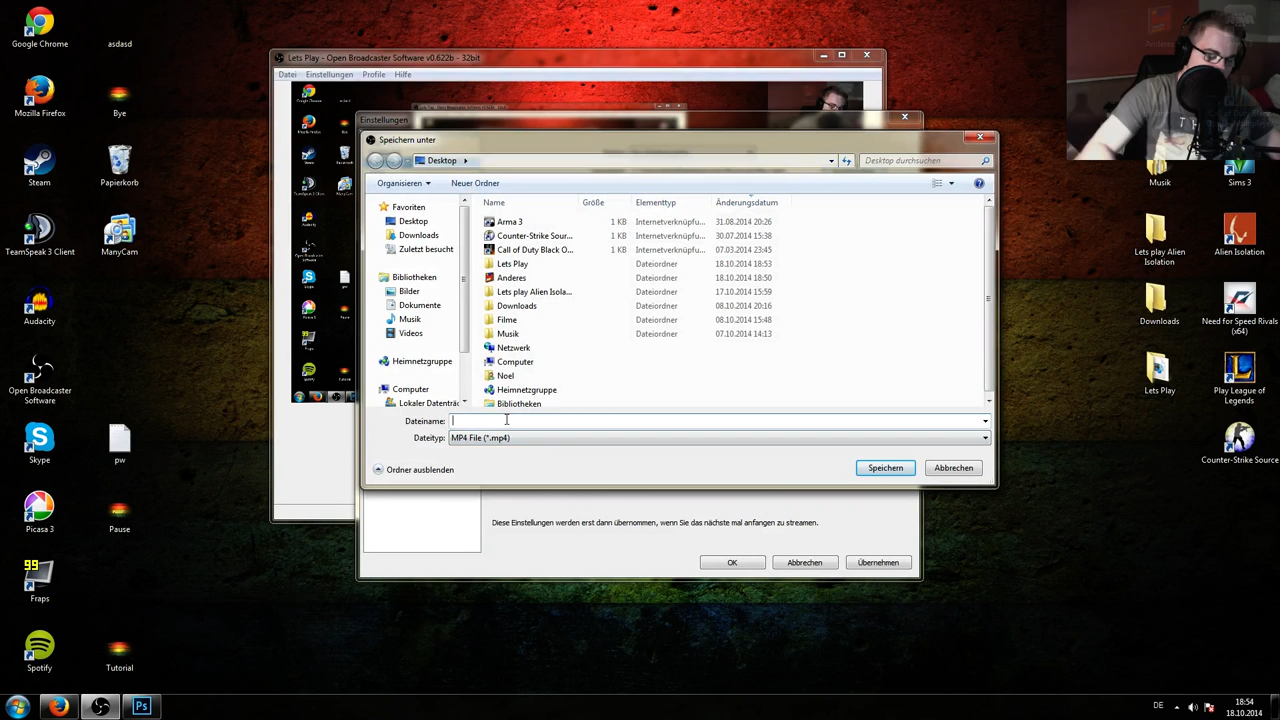 Google Chrome
asdasd
Mozilla Firefox
Bye
Steam
Papierkorb
TeamSpeak 3 Client
ManyCam
Audacity
Open Broadcaster Software
Skype
pw
Picasa 3
Pause
Fraps
99
Spotify
Tutorial
Lets Play - Open Broadcaster Software v0.622b - 32bit
Datei Einstellungen Profile Hilfe
Einstellungen
Speichern unter
Desktop
Desktop durchsuchen
Organisieren Neuer Ordner
Favoriten
Desktop
Downloads
Zuletzt besucht
Bibliotheken
Bilder
Dokumente
Musik
Videos
Heimnetzgruppe
Computer
Lokaler Datenträ
Name Größe Elementtyp Änderungsdatum
Arma 3 1 KB Internetverknüpfu... 31.08.2014 20:26
Counter-Strike Sour... 1 KB Internetverknüpfu... 30.07.2014 15:38
Call of Duty Black O... 1 KB Internetverknüpfu... 07.03.2014 23:45
Lets Play Dateiordner 18.10.2014 18:53
Anderes Dateiordner 18.10.2014 18:50
Lets play Alien Isola... Dateiordner 17.10.2014 15:59
Downloads Dateiordner 08.10.2014 20:16
Filme Dateiordner 08.10.2014 15:48
Musik Dateiordner 07.10.2014 14:13
Netzwerk
Computer
Noel
Heimnetzgruppe
Bibliotheken
Dateiname:
Dateityp: MP4 File (*.mp4)
Ordner ausblenden
Speichern Abbrechen
Diese Einstellungen werden erst dann übernommen, wenn Sie das nächste mal anfangen zu streamen.
OK Abbrechen Übernehmen
Musik
Sims 3
Lets play Alien Isolation
Alien Isolation
Downloads
Need for Speed Rivals (x64)
Lets Play
Play League of Legends
Counter-Strike Source
Ps
DE
18:54
18.10.2014